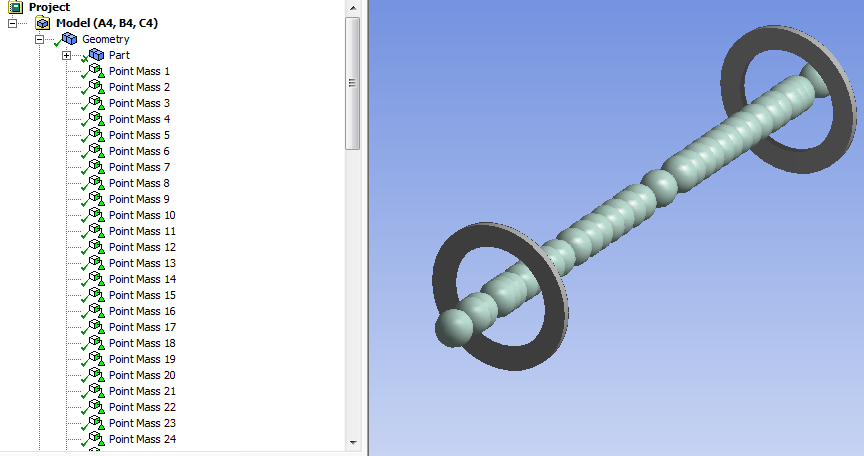 Project
Model (A4, B4, C4)
Geometry
Part
Point Mass 1
Point Mass 2
Point Mass 3
Point Mass 4
Point Mass 5
Point Mass 6
Point Mass 7
Point Mass 8
Point Mass 9
Point Mass 10
Point Mass 11
Point Mass 12
Point Mass 13
Point Mass 14
Point Mass 15
Point Mass 16
Point Mass 17
Point Mass 18
Point Mass 19
Point Mass 20
Point Mass 21
Point Mass 22
Point Mass 23
Point Mass 24